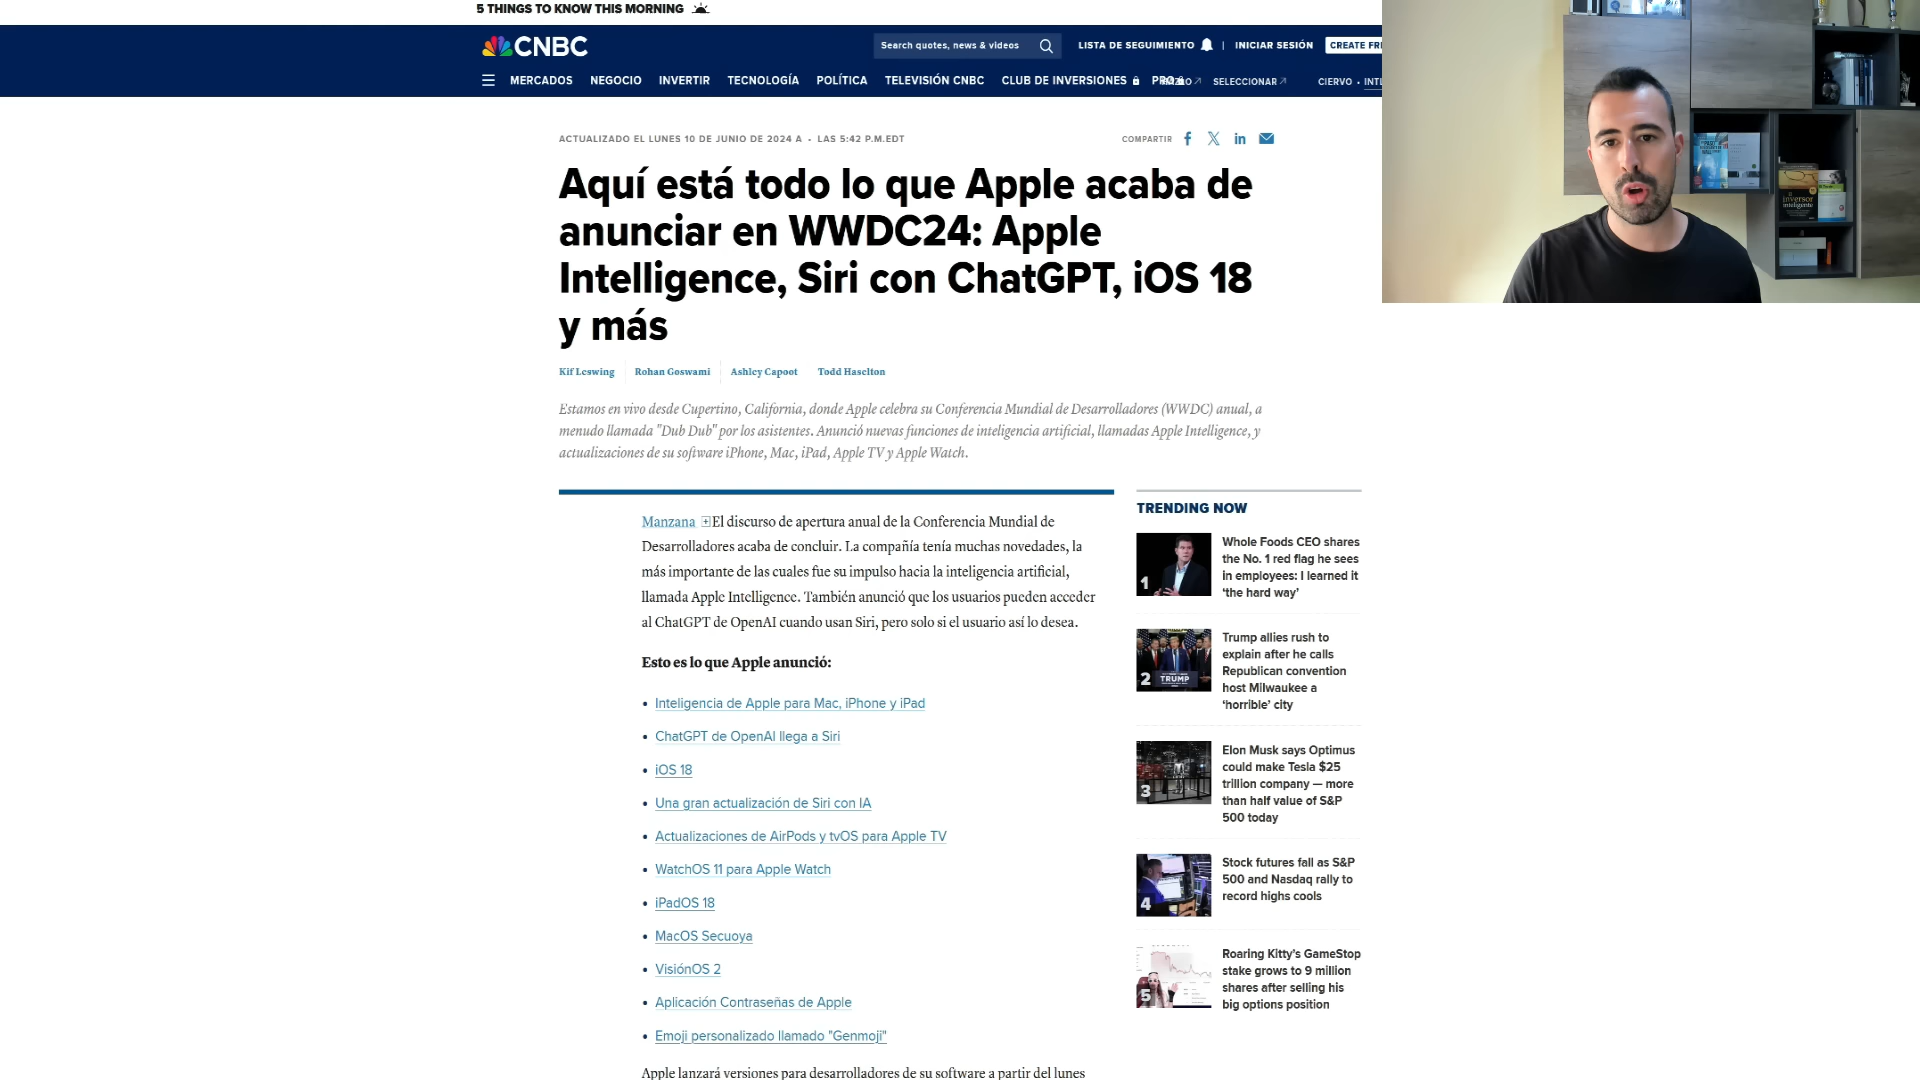 5 THINGS TO KNOW THIS MORNING
CNBC
Search quotes, news & videos
LISTA DE SEGUIMIENTO
INICIAR SESIÓN
CREATE FR
MERCADOS
NEGOCIO
INVERTIR
TECNOLOGÍA
POLÍTICA
TELEVISIÓN CNBC
CLUB DE INVERSIONES
PRO
SELECCIONAR
CIERVO • INTL
ACTUALIZADO EL LUNES 10 DE JUNIO DE 2024 A • LAS 5:42 P.M.EDT
COMPARTIR
Aquí está todo lo que Apple acaba de
anunciar en WWDC24: Apple
Intelligence, Siri con ChatGPT, iOS 18
y más
Kif Leswing
Rohan Goswami
Ashley Capoot
Todd Haselton
Estamos en vivo desde Cupertino, California, donde Apple celebra su Conferencia Mundial de Desarrolladores (WWDC) anual, a
menudo llamada "Dub Dub" por los asistentes. Anunció nuevas funciones de inteligencia artificial, llamadas Apple Intelligence, y
actualizaciones de su software iPhone, Mac, iPad, Apple TV y Apple Watch.
Manzana El discurso de apertura anual de la Conferencia Mundial de
Desarrolladores acaba de concluir. La compañía tenía muchas novedades, la
más importante de las cuales fue su impulso hacia la inteligencia artificial,
llamada Apple Intelligence. También anunció que los usuarios pueden acceder
al ChatGPT de OpenAI cuando usan Siri, pero solo si el usuario así lo desea.
Esto es lo que Apple anunció:
• Inteligencia de Apple para Mac, iPhone y iPad
• ChatGPT de OpenAI llega a Siri
• iOS 18
• Una gran actualización de Siri con IA
• Actualizaciones de AirPods y tvOS para Apple TV
• WatchOS 11 para Apple Watch
• iPadOS 18
• MacOS Secuoya
• VisiónOS 2
• Aplicación Contraseñas de Apple
• Emoji personalizado llamado "Genmoji"
Apple lanzará versiones para desarrolladores de su software a partir del lunes
TRENDING NOW
1
Whole Foods CEO shares
the No. 1 red flag he sees
in employees: I learned it
‘the hard way’
2
TRUMP
Trump allies rush to
explain after he calls
Republican convention
host Milwaukee a
‘horrible’ city
3
Elon Musk says Optimus
could make Tesla $25
trillion company — more
than half value of S&P
500 today
4
Stock futures fall as S&P
500 and Nasdaq rally to
record highs cools
5
Roaring Kitty's GameStop
stake grows to 9 million
shares after selling his
big options position
inversor
inteligente